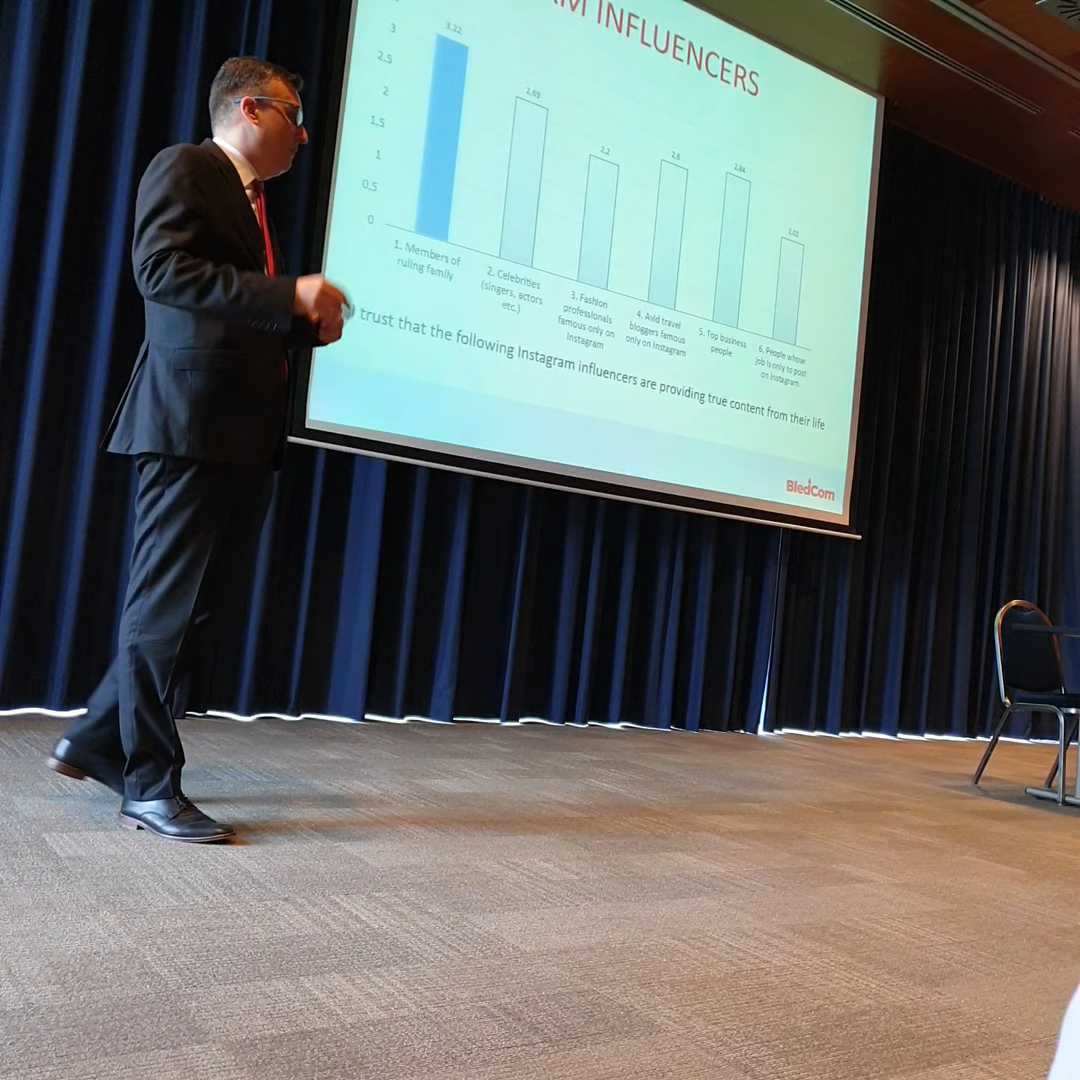 INFLUENCERS
3,22
3
2,5
2
1,5
1
0,5
0
2,69
2,2
2,6
2,64
2,02
1. Members of
ruling family
2. Celebrities
(singers, actors
etc.)
3. Fashion
professionals
famous only on
Instagram
4. Avid travel
bloggers famous
only on Instagram
5. Top business
people
6. People whose
job is only to post
on Instagram
trust that the following Instagram influencers are providing true content from their life
BledCom